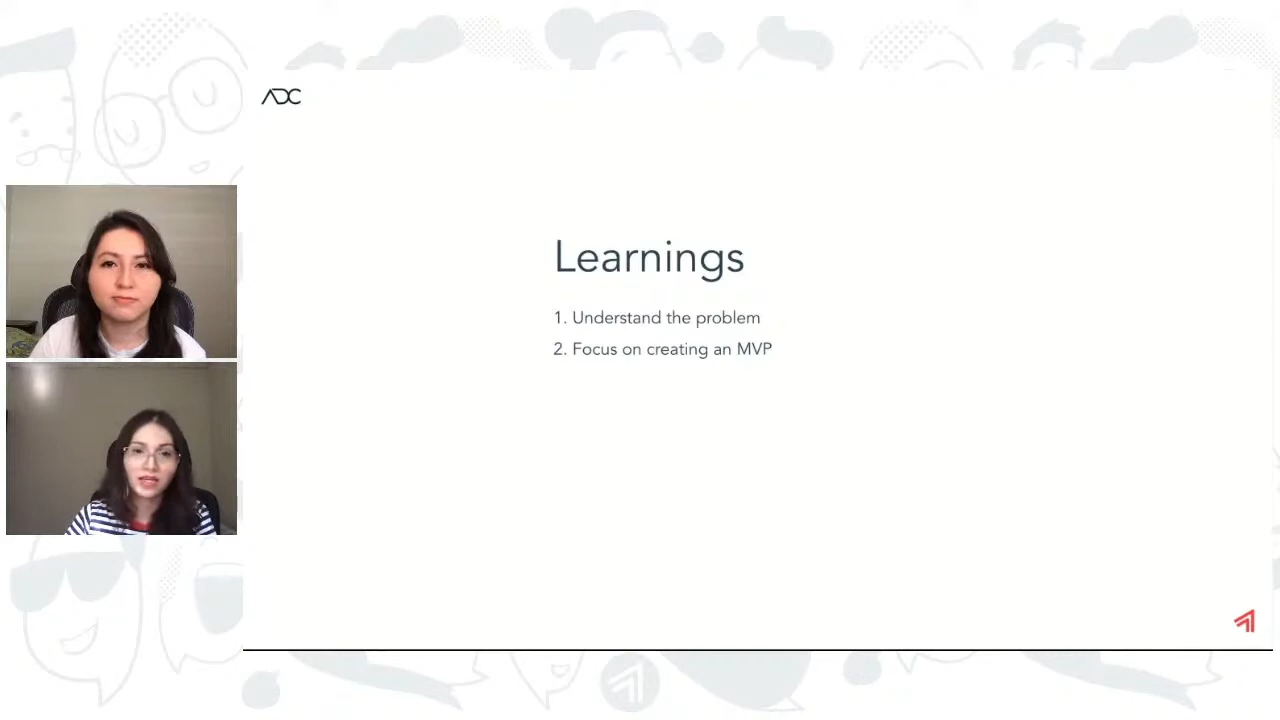 ADC
Learnings
1. Understand the problem
2. Focus on creating an MVP